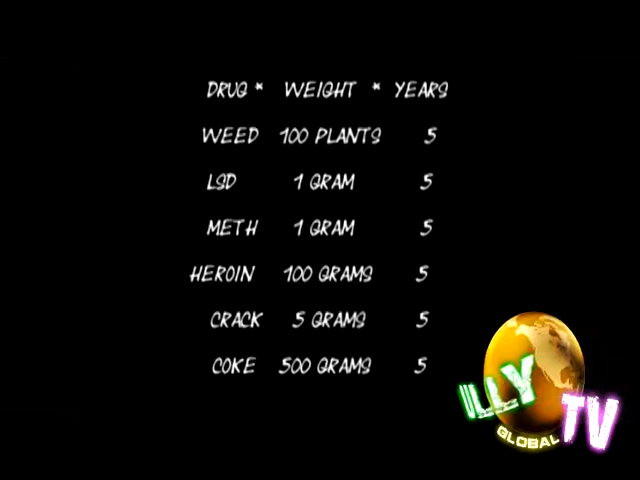 DRUG * WEIGHT * YEARS
WEED 100 PLANTS 5
LSD 1 GRAM 5
METH 1 GRAM 5
HEROIN 100 GRAMS 5
CRACK 5 GRAMS 5
COKE 500 GRAMS 5
ILLY
GLOBAL
TV